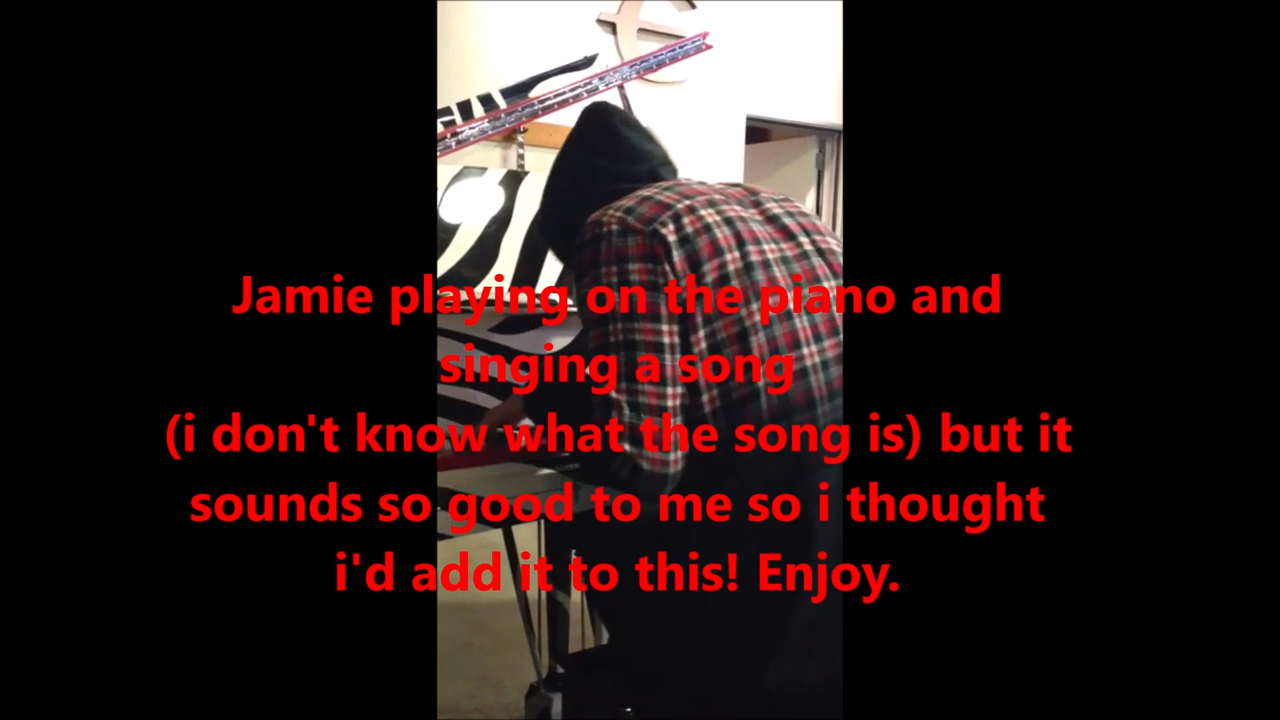 Jamie playing on the piano and
singing a song
(i don't know what the song is) but it
sounds so good to me so i thought
i'd add it to this! Enjoy.